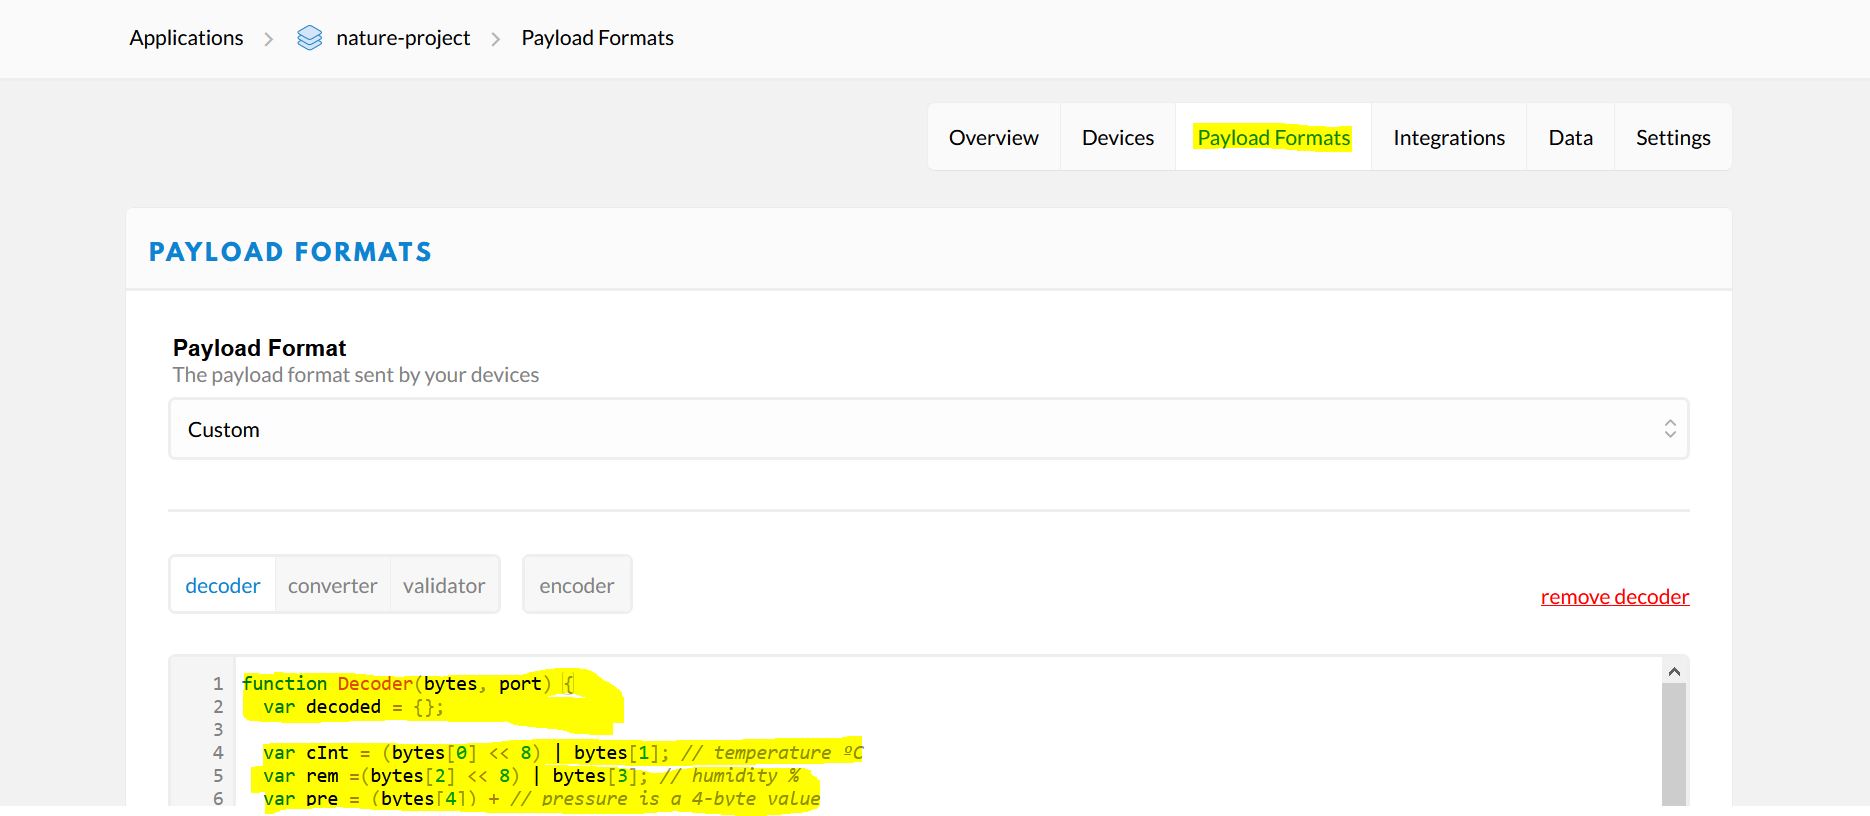 Applications > nature-project > Payload Formats
Overview Devices Payload Formats Integrations Data Settings
PAYLOAD FORMATS
Payload Format
The payload format sent by your devices
Custom
decoder converter validator encoder
remove decoder
1 function Decoder(bytes, port) {
2 var decoded = {};
3
4 var cInt = (bytes[0] << 8) | bytes[1]; // temperature ºC
5 var rem =(bytes[2] << 8) | bytes[3]; // humidity %
6 var pre = (bytes[4]) + // pressure is a 4-byte value